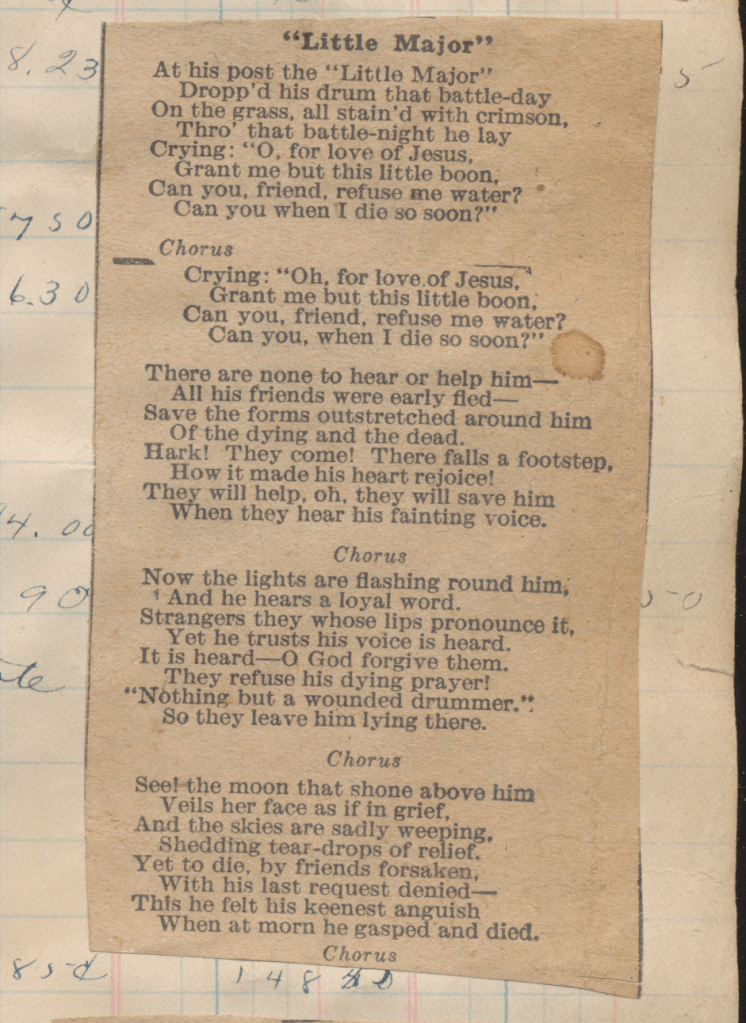 "Little Major"
At his post the "Little Major"
Dropp'd his drum that battle-day
On the grass, all stain'd with crimson,
Thro' that battle-night he lay
Crying: "O, for love of Jesus,
Grant me but this little boon,
Can you, friend, refuse me water?
Can you when I die so soon?"
Chorus
Crying: "Oh, for love of Jesus,
Grant me but this little boon,
Can you, friend, refuse me water?
Can you, when I die so soon?"
There are none to hear or help him—
All his friends were early fled—
Save the forms outstretched around him
Of the dying and the dead.
Hark! They come! There falls a footstep,
How it made his heart rejoice!
They will help, oh, they will save him
When they hear his fainting voice.
Chorus
Now the lights are flashing round him,
And he hears a loyal word.
Strangers they whose lips pronounce it,
Yet he trusts his voice is heard.
It is heard—O God forgive them.
They refuse his dying prayer!
"Nothing but a wounded drummer."
So they leave him lying there.
Chorus
See! the moon that shone above him
Veils her face as if in grief,
And the skies are sadly weeping,
Shedding tear-drops of relief.
Yet to die, by friends forsaken,
With his last request denied—
This he felt his keenest anguish
When at morn he gasped and died.
Chorus
8.23
5
750
6.30
4.00
90
50
85
148